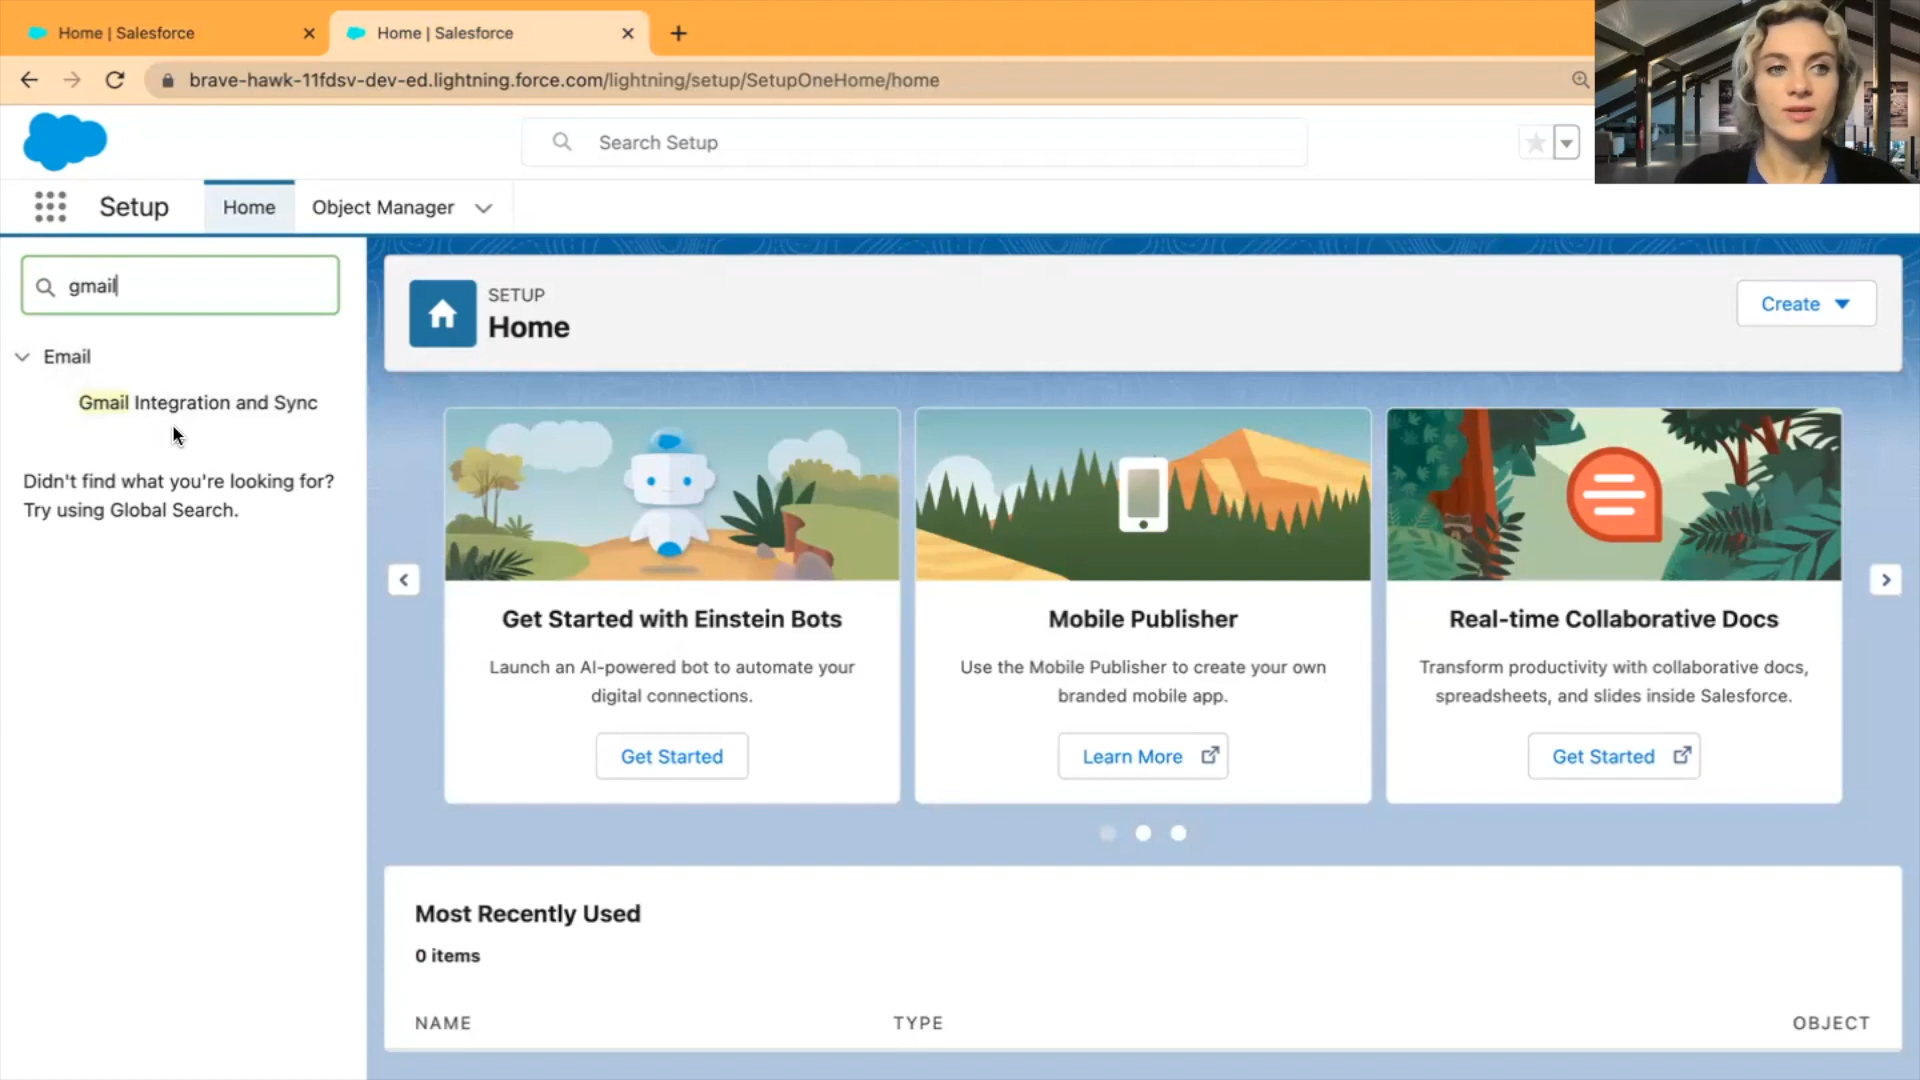 Home | Salesforce
Home | Salesforce
brave-hawk-11fdsv-dev-ed.lightning.force.com/lightning/setup/SetupOneHome/home
Search Setup
Setup
Home
Object Manager
gmail
Email
Gmail Integration and Sync
Didn't find what you're looking for?
Try using Global Search.
SETUP
Home
Create
Get Started with Einstein Bots
Launch an AI-powered bot to automate your
digital connections.
Get Started
Mobile Publisher
Use the Mobile Publisher to create your own
branded mobile app.
Learn More
Real-time Collaborative Docs
Transform productivity with collaborative docs,
spreadsheets, and slides inside Salesforce.
Get Started
Most Recently Used
0 items
NAME TYPE OBJECT